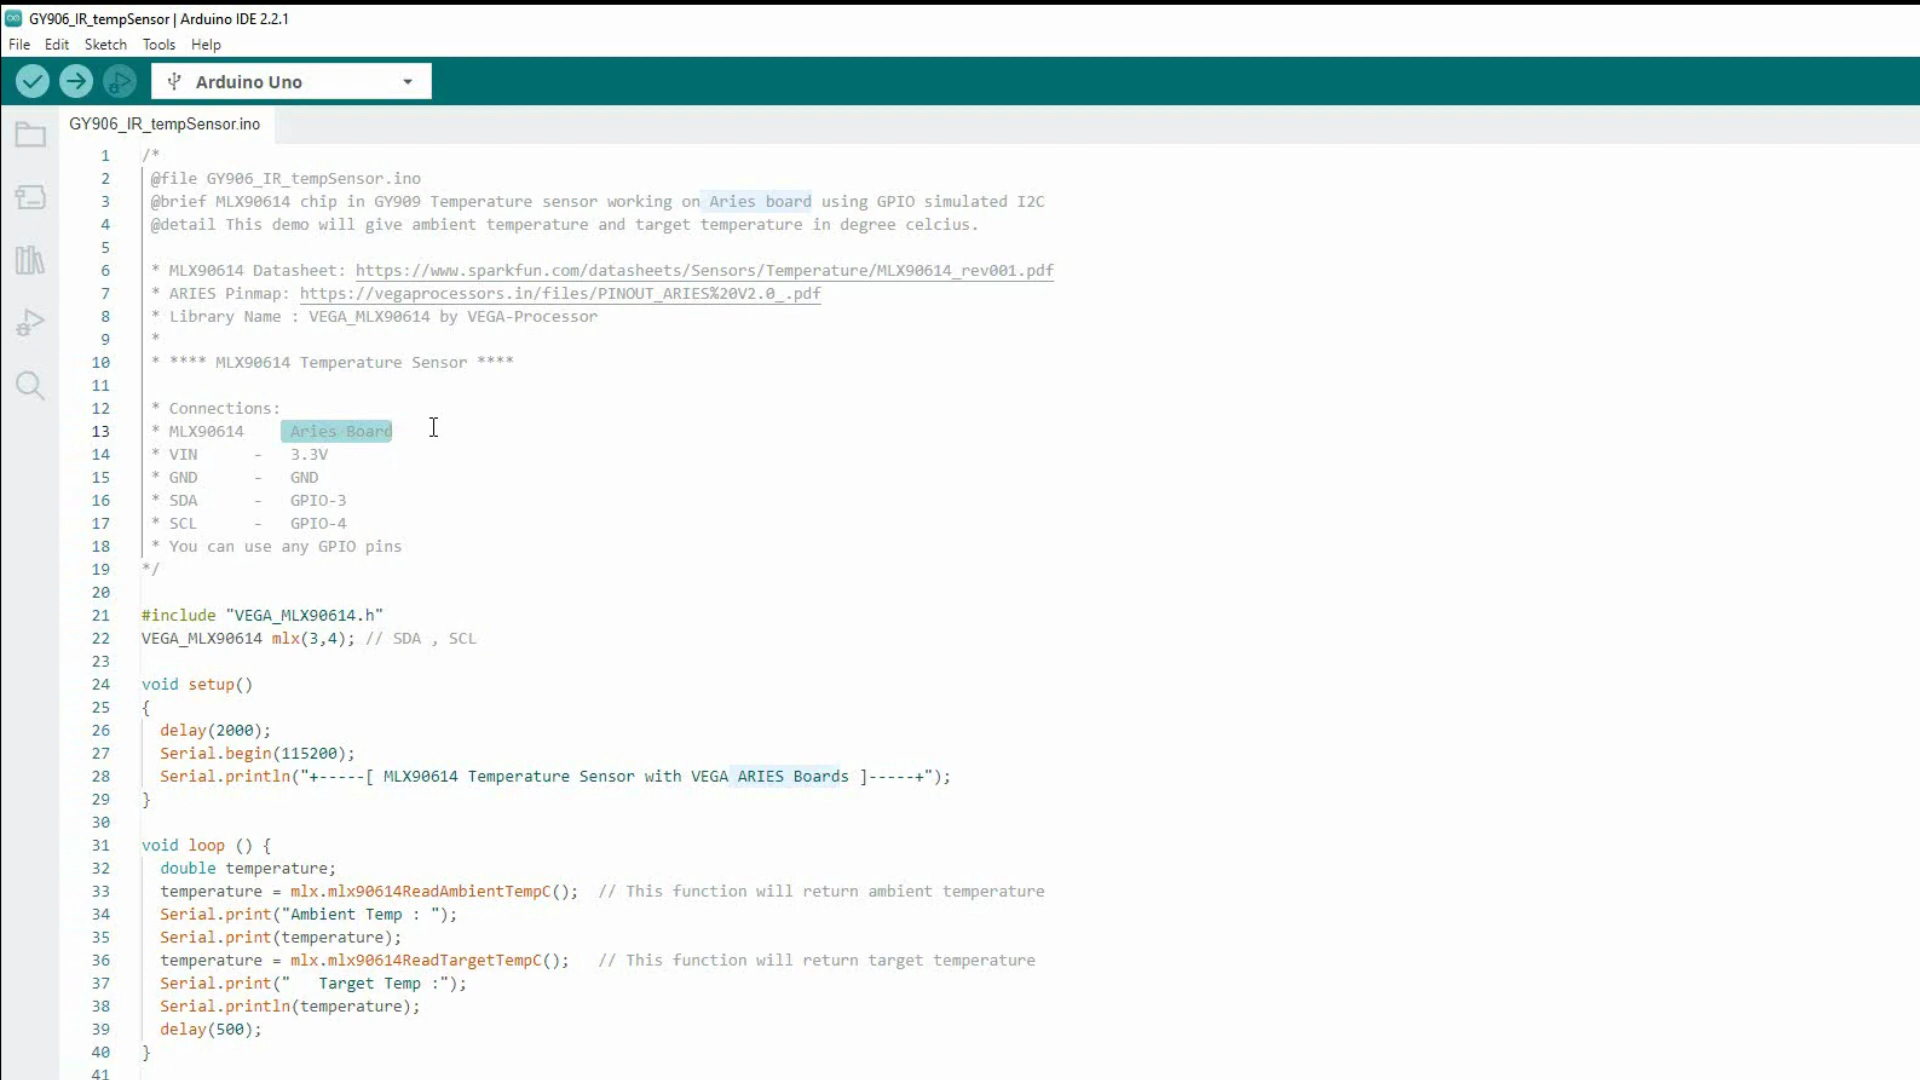 GY906_IR_tempSensor | Arduino IDE 2.2.1
File Edit Sketch Tools Help
Arduino Uno
GY906_IR_tempSensor.ino
1 /*
2 @file GY906_IR_tempSensor.ino
3 @brief MLX90614 chip in GY909 Temperature sensor working on Aries board using GPIO simulated I2C
4 @detail This demo will give ambient temperature and target temperature in degree celcius.
5
6 * MLX90614 Datasheet: https://www.sparkfun.com/datasheets/Sensors/Temperature/MLX90614_rev001.pdf
7 * ARIES Pinmap: https://vegaprocessors.in/files/PINOUT_ARIES%20V2.0_.pdf
8 * Library Name : VEGA_MLX90614 by VEGA-Processor
9 *
10 * **** MLX90614 Temperature Sensor ****
11
12 * Connections:
13 * MLX90614 Aries Board
14 * VIN - 3.3V
15 * GND - GND
16 * SDA - GPIO-3
17 * SCL - GPIO-4
18 * You can use any GPIO pins
19 */
20
21 #include "VEGA_MLX90614.h"
22 VEGA_MLX90614 mlx(3,4); // SDA , SCL
23
24 void setup()
25 {
26 delay(2000);
27 Serial.begin(115200);
28 Serial.println("+-----[ MLX90614 Temperature Sensor with VEGA ARIES Boards ]-----+");
29 }
30
31 void loop () {
32 double temperature;
33 temperature = mlx.mlx90614ReadAmbientTempC(); // This function will return ambient temperature
34 Serial.print("Ambient Temp : ");
35 Serial.print(temperature);
36 temperature = mlx.mlx90614ReadTargetTempC(); // This function will return target temperature
37 Serial.print("   Target Temp :");
38 Serial.println(temperature);
39 delay(500);
40 }
41